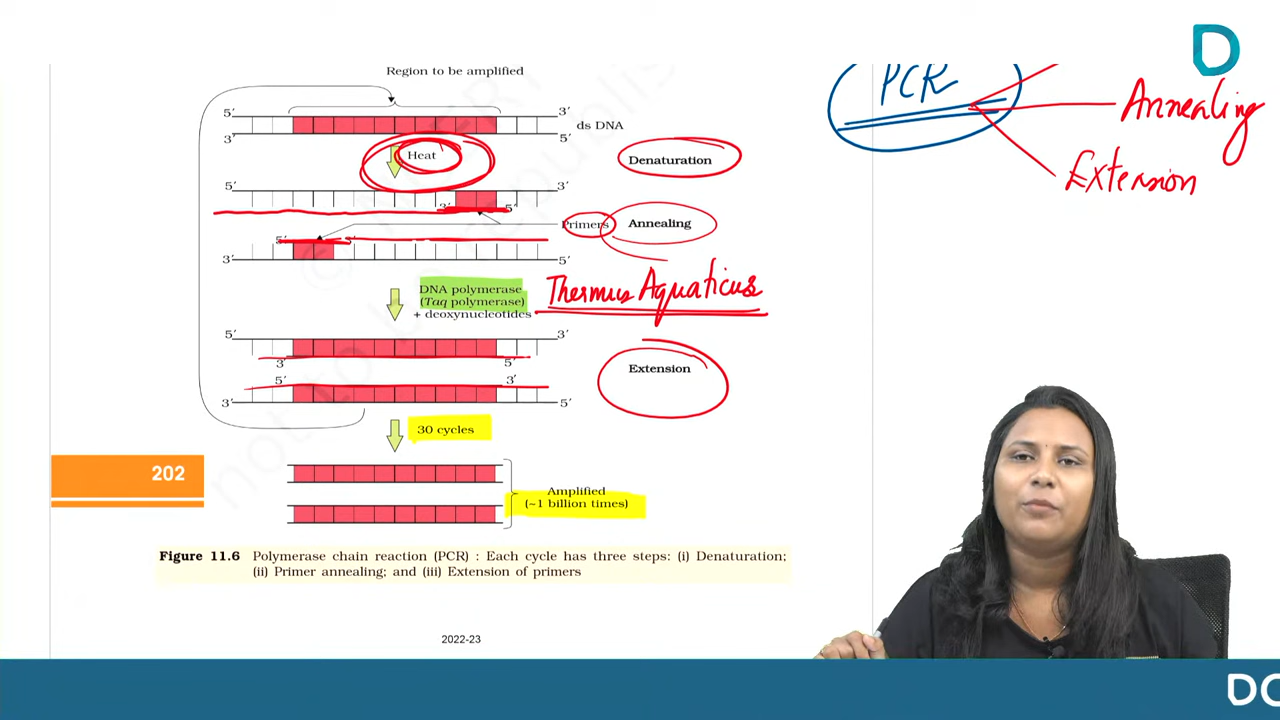 D
Region to be amplified
PCR
5′ 3′
ds DNA
3′ 5′
Annealing
Heat
Denaturation
Extension
5′ 3′
3′ 5′
Primers Annealing
5′ 3′
3′ 5′
DNA polymerase
(Taq polymerase)
+ deoxynucleotides
Thermus Aquaticus
5′ 3′
3′ 5′
Extension
5′ 3′
3′ 5′
30 cycles
202
Amplified
(~1 billion times)
Figure 11.6 Polymerase chain reaction (PCR) : Each cycle has three steps: (i) Denaturation;
(ii) Primer annealing; and (iii) Extension of primers
2022-23
DO